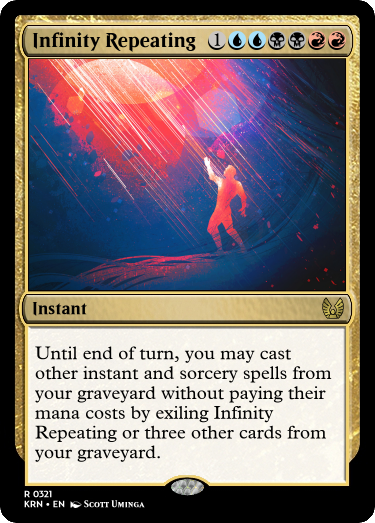 Infinity Repeating 1
Instant
Until end of turn, you may cast
other instant and sorcery spells from
your graveyard without paying their
mana costs by exiling Infinity
Repeating or three other cards from
your graveyard.
R 0321
KRN • EN Scott Uminga